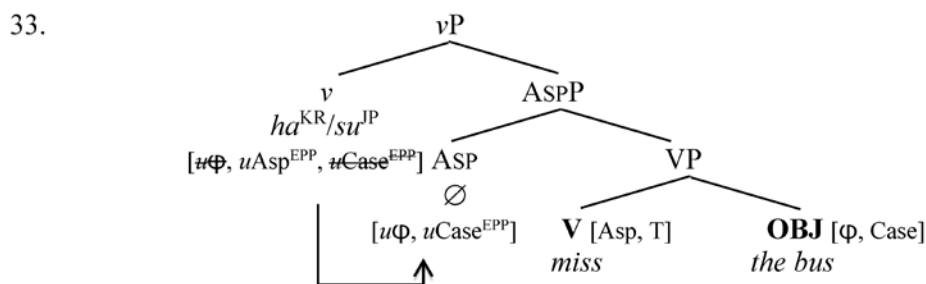 33.
vP
v ASPP
ha^KR/su^JP
[uφ, uAsp^EPP, uCase^EPP] ASP VP
∅
[uφ, uCase^EPP] V [Asp, T] OBJ [φ, Case]
miss the bus